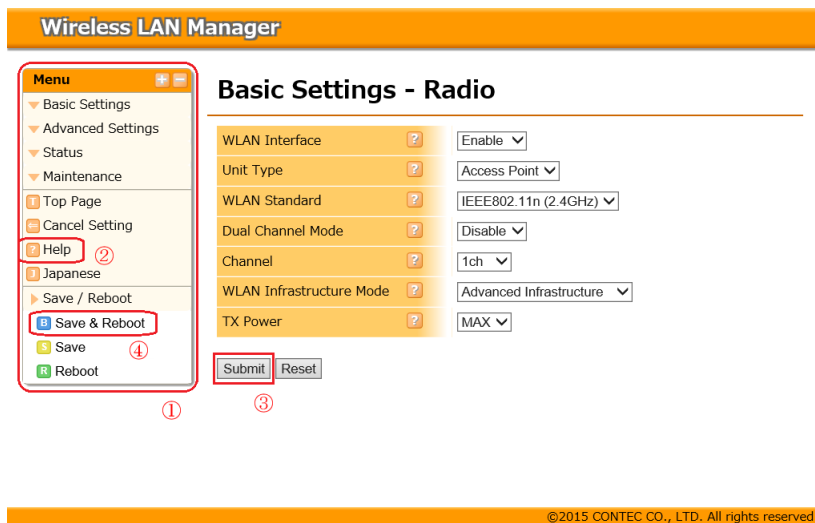 Wireless LAN Manager
Menu
Basic Settings
Advanced Settings
Status
Maintenance
T Top Page
Cancel Setting
? Help
②
J Japanese
Save / Reboot
B Save & Reboot
④
S Save
R Reboot
①
Basic Settings - Radio
WLAN Interface ? Enable
Unit Type ? Access Point
WLAN Standard ? IEEE802.11n (2.4GHz)
Dual Channel Mode ? Disable
Channel ? 1ch
WLAN Infrastructure Mode ? Advanced Infrastructure
TX Power ? MAX
Submit Reset
③
©2015 CONTEC CO., LTD. All rights reserved